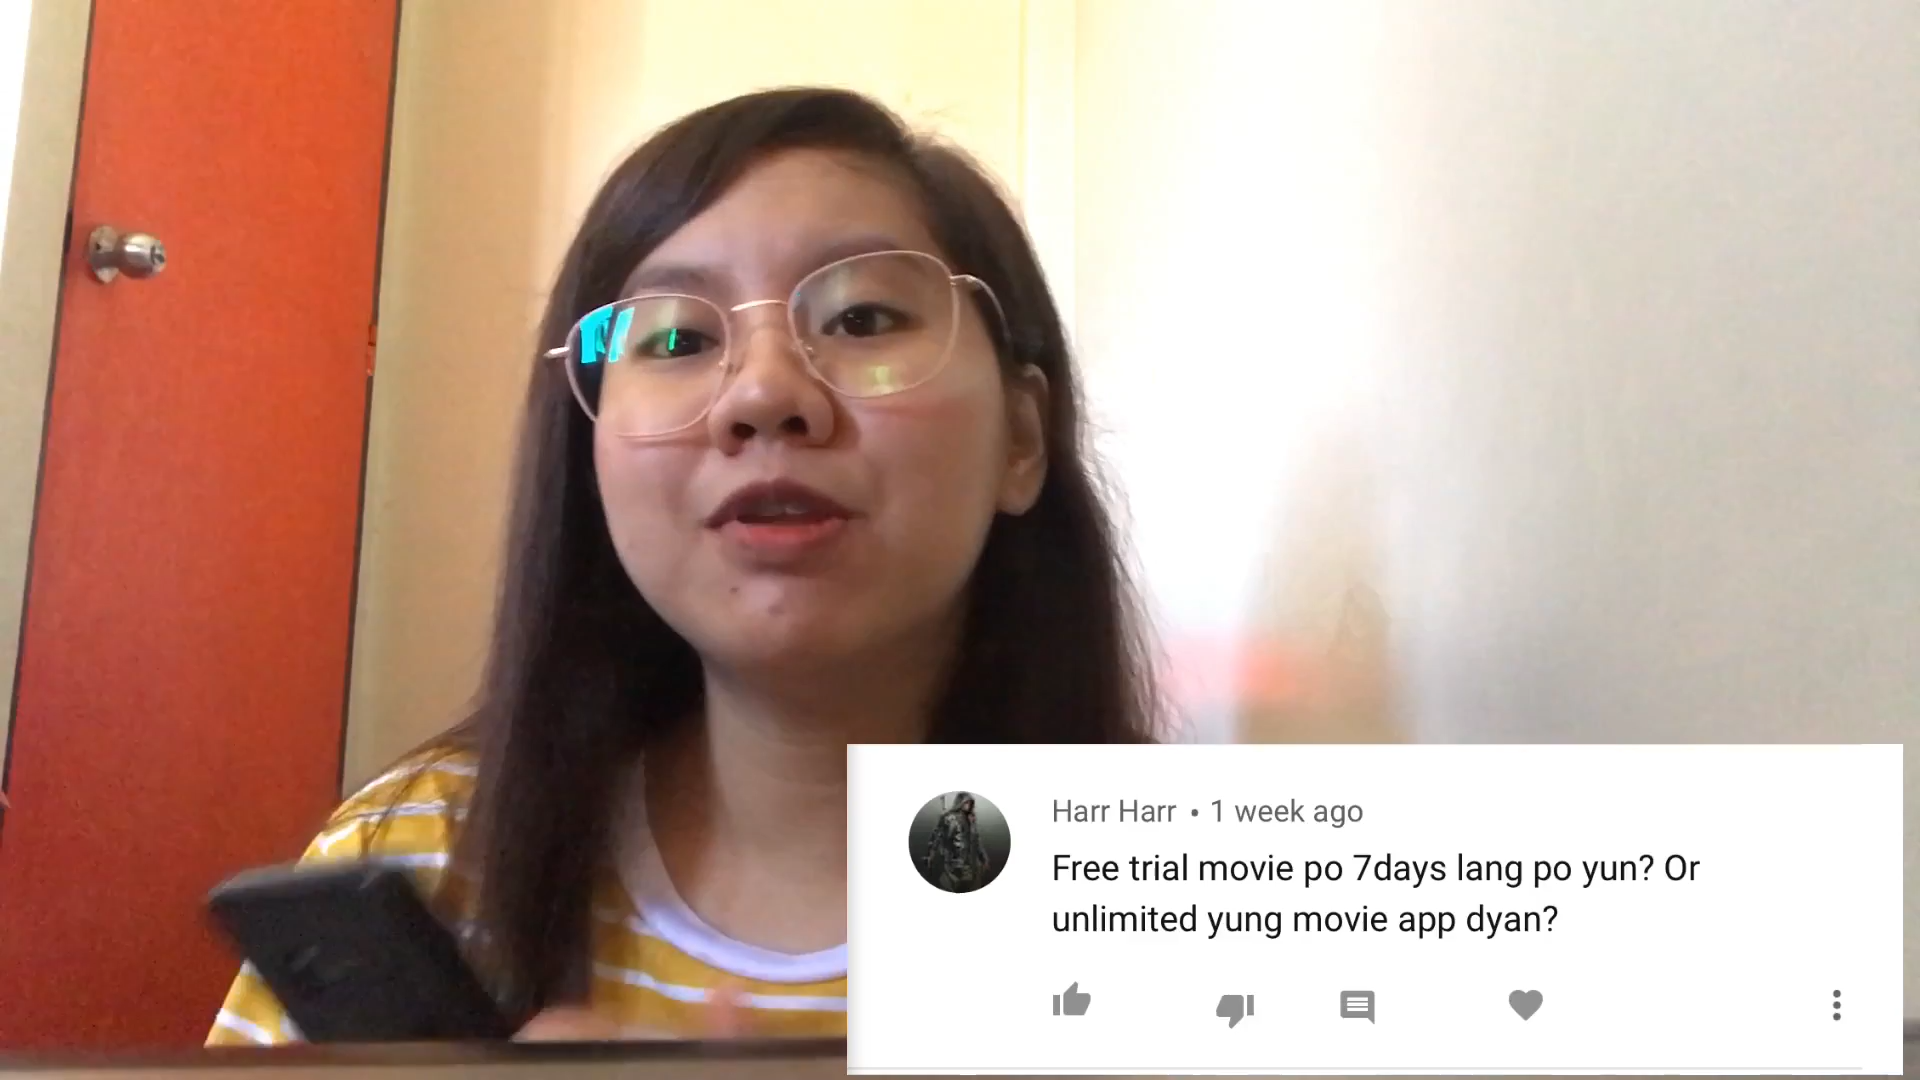 Harr Harr • 1 week ago
Free trial movie po 7days lang po yun? Or
unlimited yung movie app dyan?